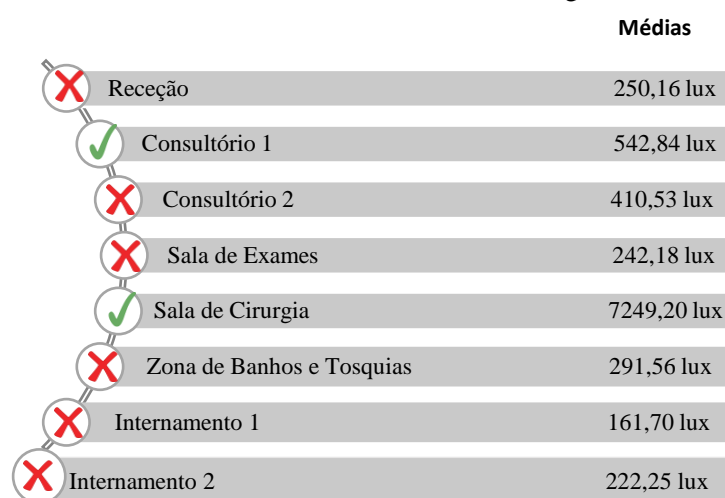 Médias
Receção 250,16 lux
Consultório 1 542,84 lux
Consultório 2 410,53 lux
Sala de Exames 242,18 lux
Sala de Cirurgia 7249,20 lux
Zona de Banhos e Tosquias 291,56 lux
Internamento 1 161,70 lux
Internamento 2 222,25 lux